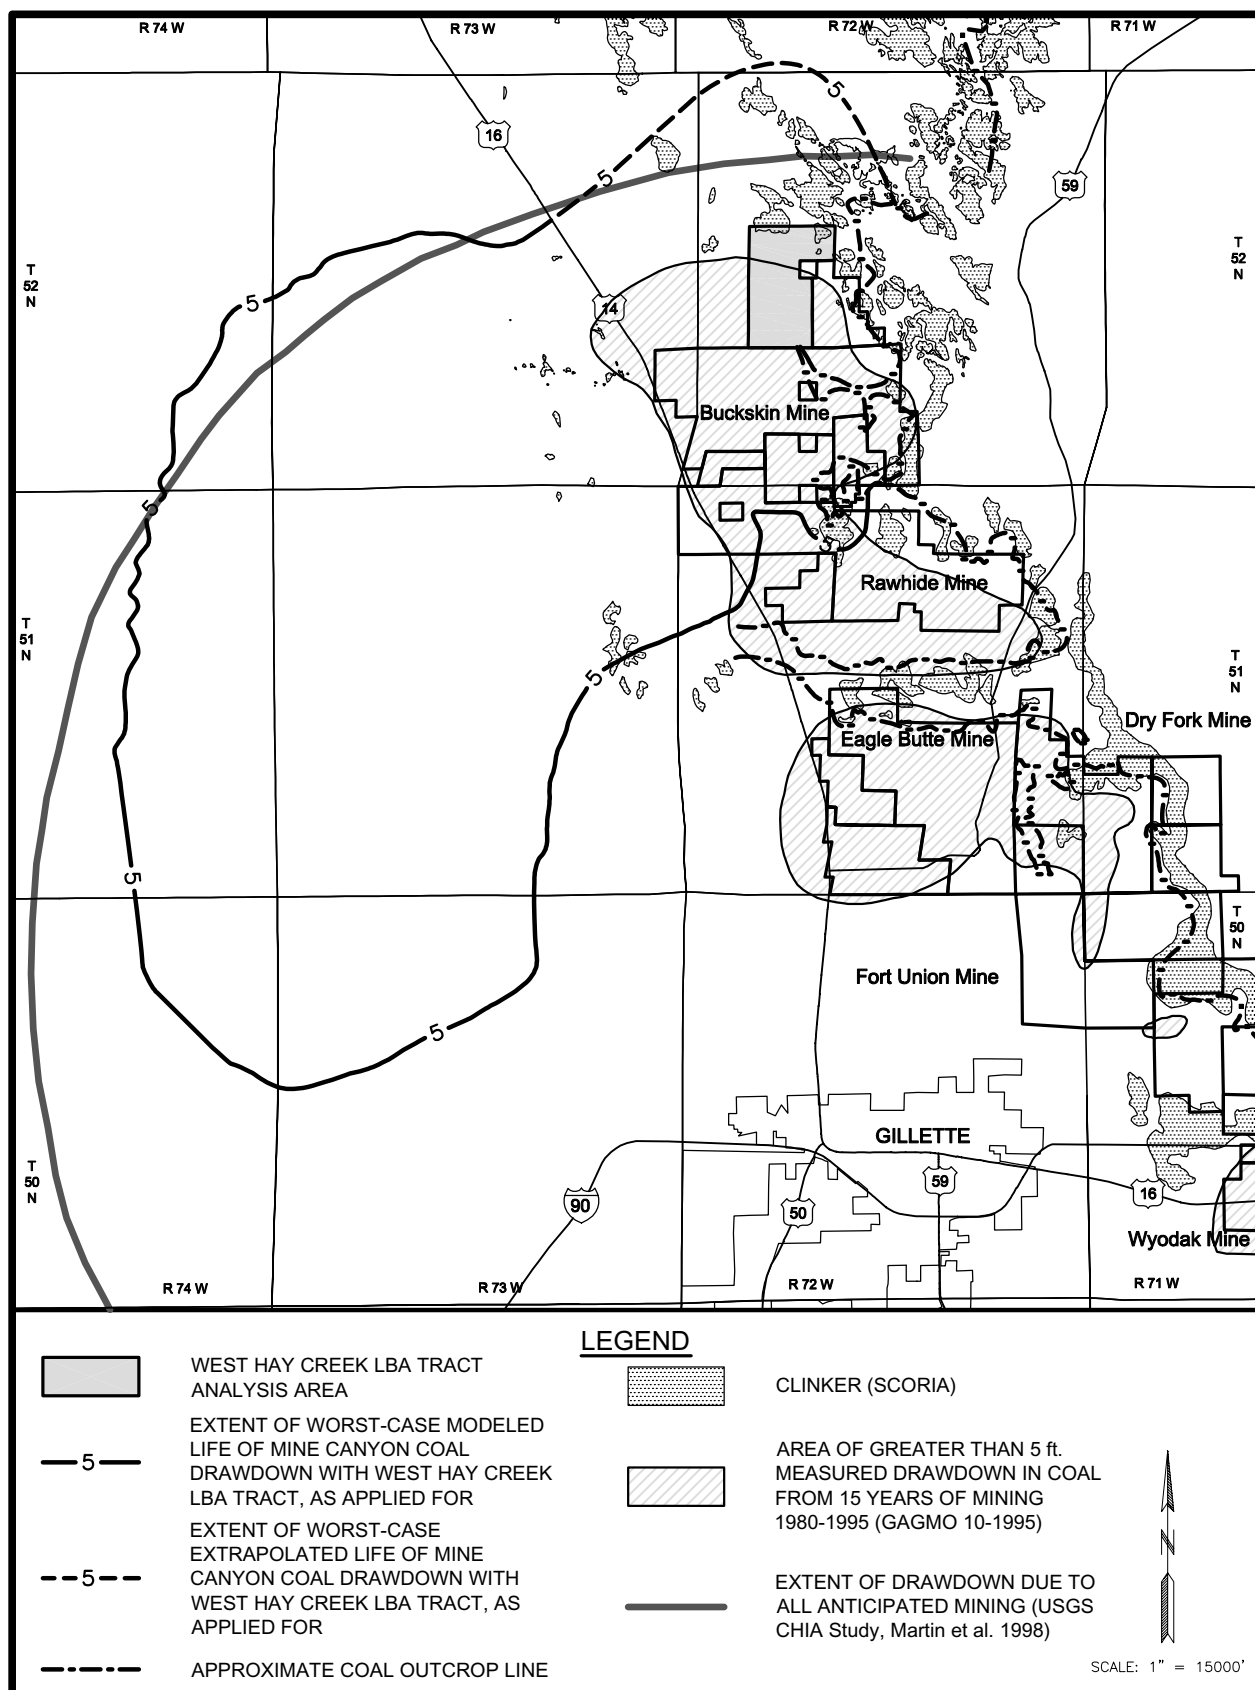 R 74 W
R 73 W
R 72 W
R 71 W
5
16
59
5
T
52
N
T
52
N
5
14
Buckskin Mine
5
5
Rawhide Mine
T
51
N
T
51
N
5
Dry Fork Mine
Eagle Butte Mine
5
T
50
N
Fort Union Mine
5
GILLETTE
T
50
N
90
50
59
16
Wyodak Mine
R 74 W
R 73 W
R 72 W
R 71 W
LEGEND
WEST HAY CREEK LBA TRACT
ANALYSIS AREA
5
EXTENT OF WORST-CASE MODELED
LIFE OF MINE CANYON COAL
DRAWDOWN WITH WEST HAY CREEK
LBA TRACT, AS APPLIED FOR
5
EXTENT OF WORST-CASE
EXTRAPOLATED LIFE OF MINE
CANYON COAL DRAWDOWN WITH
WEST HAY CREEK LBA TRACT, AS
APPLIED FOR
APPROXIMATE COAL OUTCROP LINE
CLINKER (SCORIA)
AREA OF GREATER THAN 5 ft.
MEASURED DRAWDOWN IN COAL
FROM 15 YEARS OF MINING
1980-1995 (GAGMO 10-1995)
EXTENT OF DRAWDOWN DUE TO
ALL ANTICIPATED MINING (USGS
CHIA Study, Martin et al. 1998)
N
SCALE: 1" = 15000'